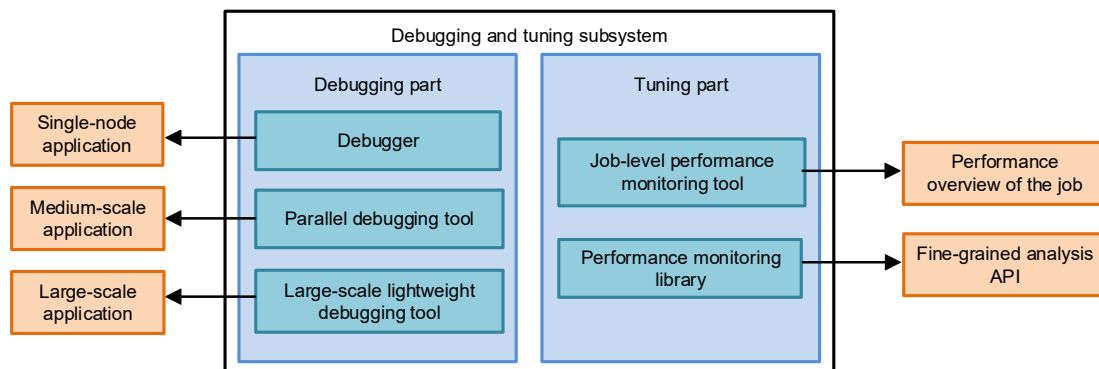 Debugging and tuning subsystem
Debugging part
Tuning part
Single-node
application
Debugger
Medium-scale
application
Parallel debugging tool
Large-scale
application
Large-scale lightweight
debugging tool
Job-level performance
monitoring tool
Performance
overview of the job
Performance monitoring
library
Fine-grained analysis
API